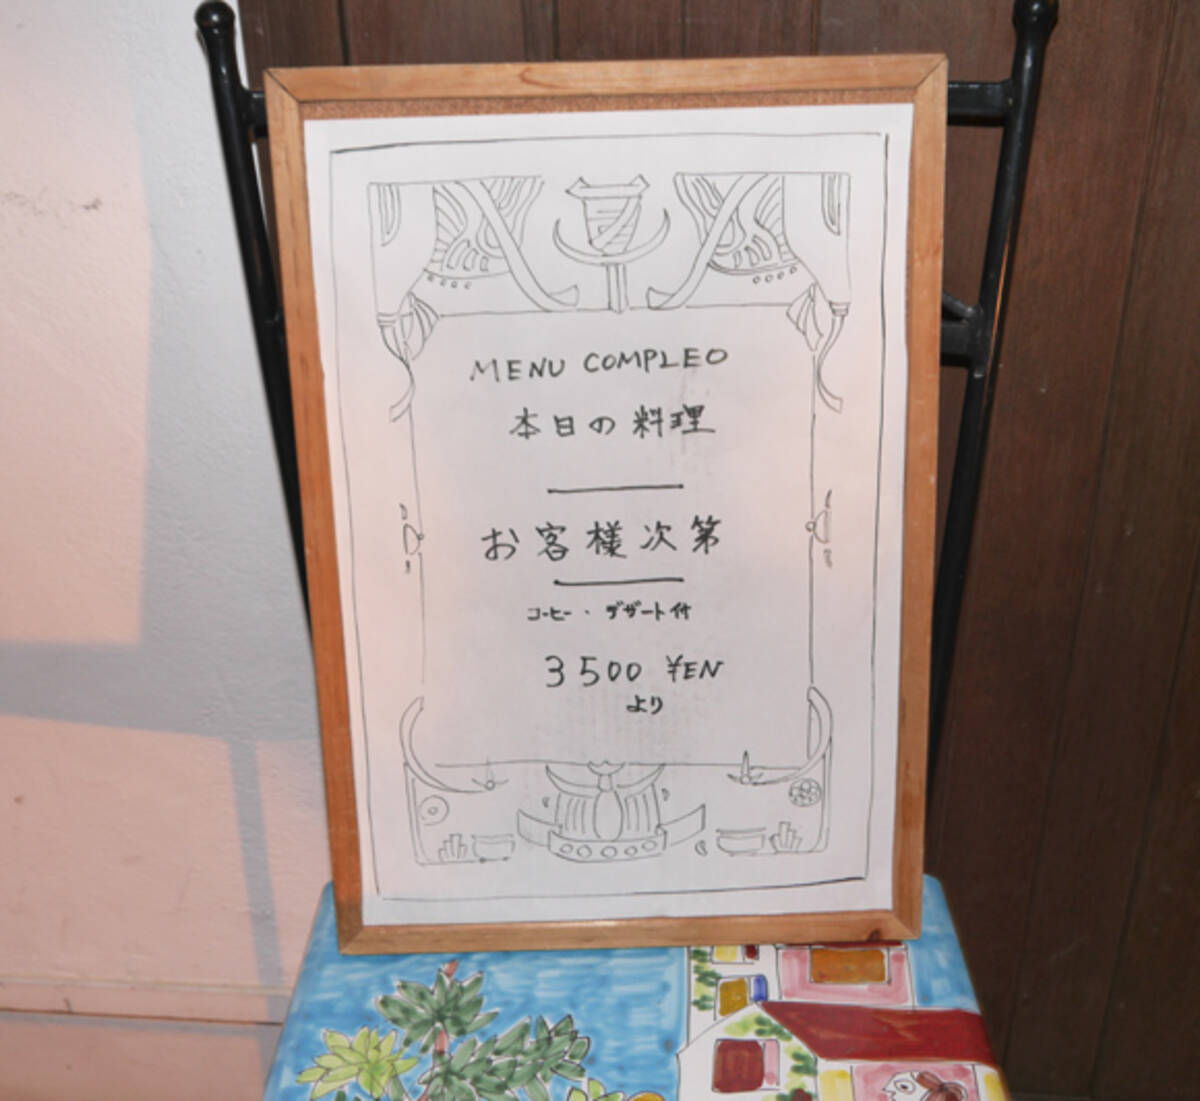 MENU COMPLEO
本日の料理
お客様次第
コーヒー・デザート付
3500 ¥EN
より